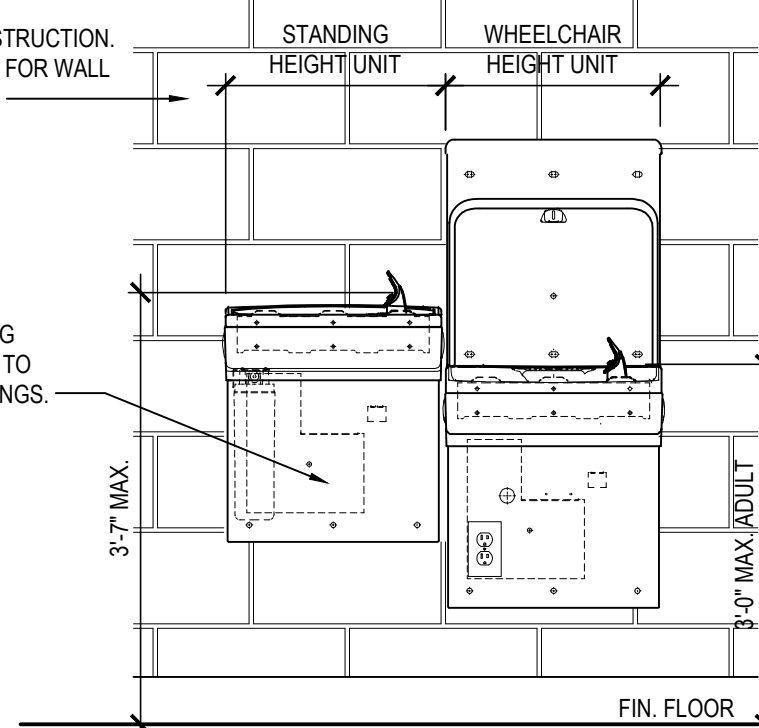 STRUCTION.
FOR WALL
STANDING
HEIGHT UNIT
WHEELCHAIR
HEIGHT UNIT
G
TO
NGS.
3'-7" MAX.
3'-0" MAX. ADULT
FIN. FLOOR